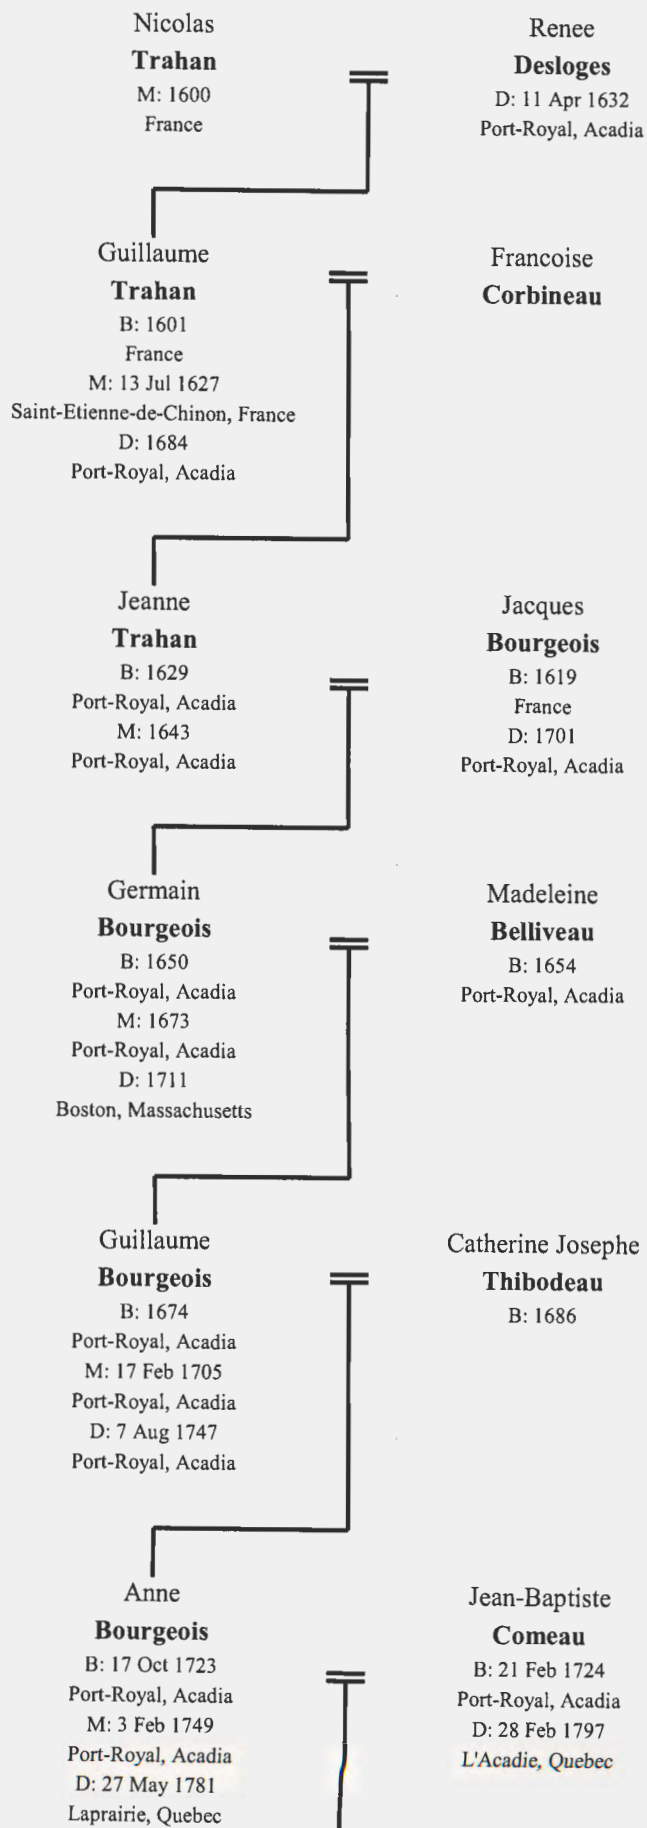 Nicolas
Trahan
M: 1600
France
Renee
Desloges
D: 11 Apr 1632
Port-Royal, Acadia
Guillaume
Trahan
B: 1601
France
M: 13 Jul 1627
Saint-Etienne-de-Chinon, France
D: 1684
Port-Royal, Acadia
Francoise
Corbineau
Jeanne
Trahan
B: 1629
Port-Royal, Acadia
M: 1643
Port-Royal, Acadia
Jacques
Bourgeois
B: 1619
France
D: 1701
Port-Royal, Acadia
Germain
Bourgeois
B: 1650
Port-Royal, Acadia
M: 1673
Port-Royal, Acadia
D: 1711
Boston, Massachusetts
Madeleine
Belliveau
B: 1654
Port-Royal, Acadia
Guillaume
Bourgeois
B: 1674
Port-Royal, Acadia
M: 17 Feb 1705
Port-Royal, Acadia
D: 7 Aug 1747
Port-Royal, Acadia
Catherine Josephe
Thibodeau
B: 1686
Anne
Bourgeois
B: 17 Oct 1723
Port-Royal, Acadia
M: 3 Feb 1749
Port-Royal, Acadia
D: 27 May 1781
Laprairie, Quebec
Jean-Baptiste
Comeau
B: 21 Feb 1724
Port-Royal, Acadia
D: 28 Feb 1797
L'Acadie, Quebec